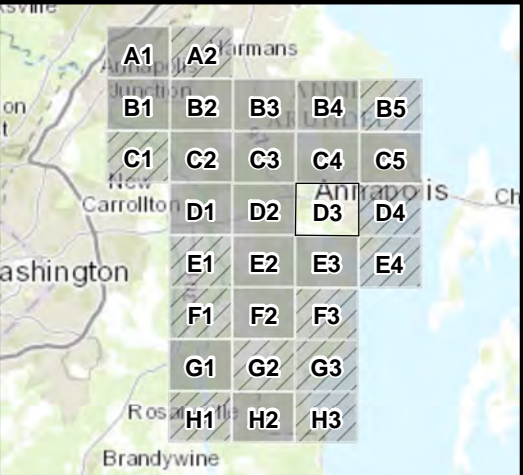 ksville
A1 A2 Harmans
Annapolis
Junction
on
t
B1 B2 B3 B4 B5
C1 C2 C3 C4 C5
New
Carrollton
Annapolis
Ch
D1 D2 D3 D4
ashington
E1 E2 E3 E4
F1 F2 F3
G1 G2 G3
H1 H2 H3
Brandywine